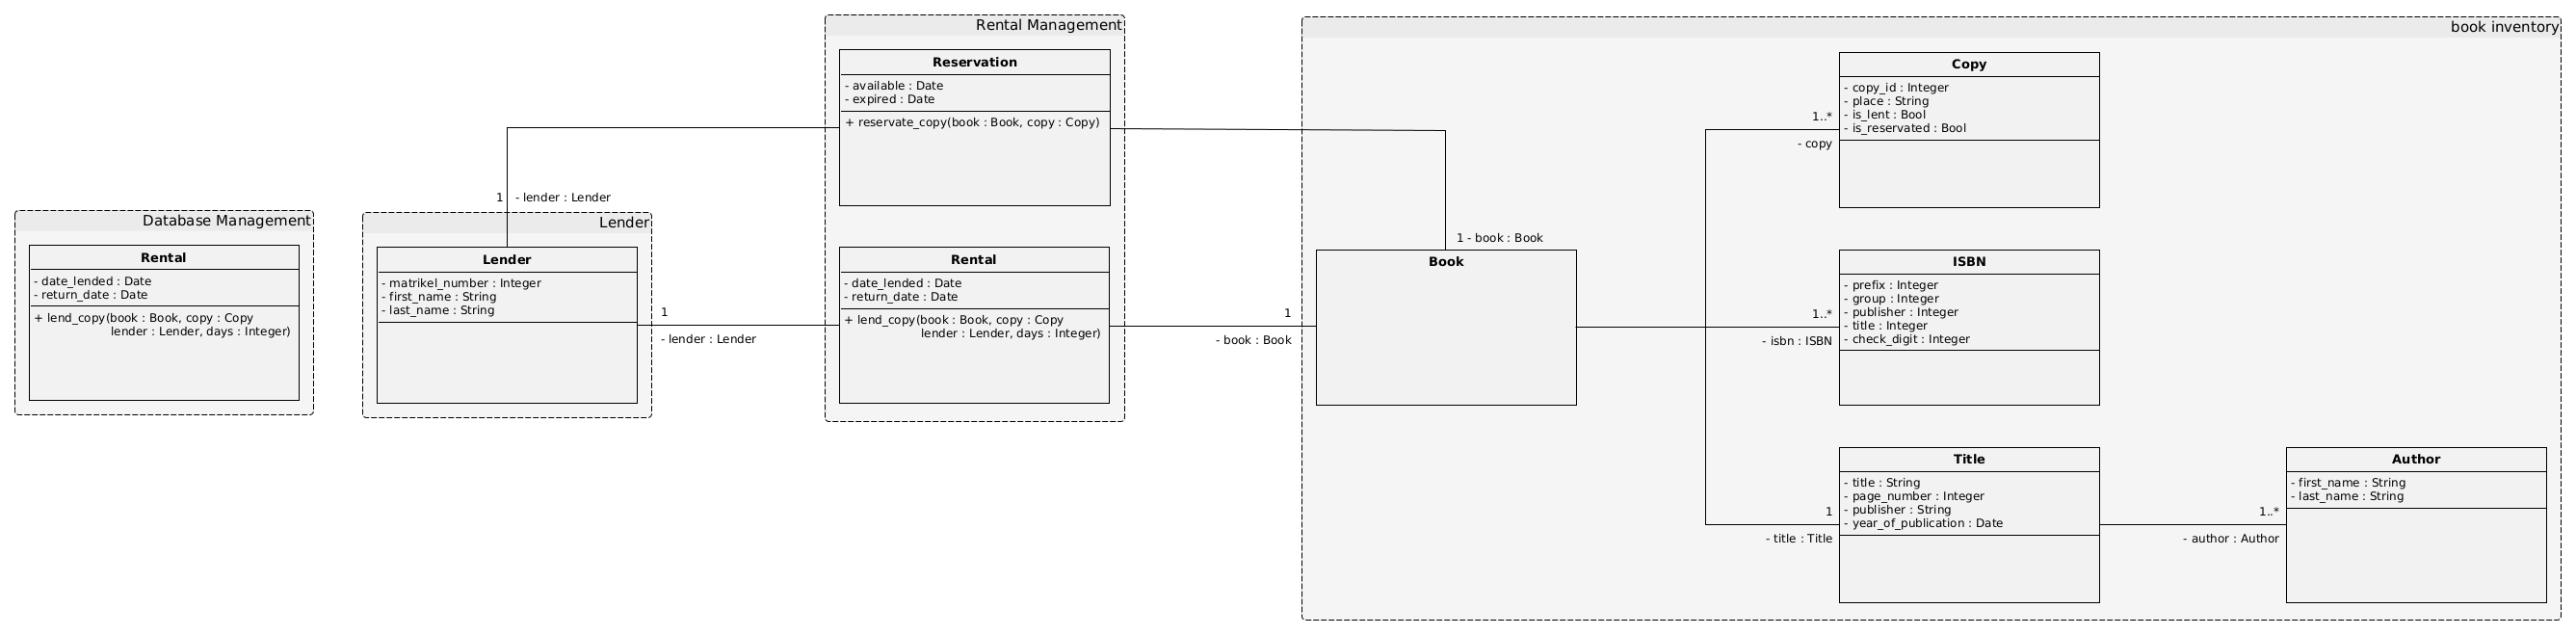 Database Management
Rental
- date_lended : Date
- return_date : Date
+ lend_copy(book : Book, copy : Copy
lender : Lender, days : Integer)
Lender
Lender
- matrikel_number : Integer
- first_name : String
- last_name : String
1 - lender : Lender
1
- lender : Lender
Rental Management
Reservation
- available : Date
- expired : Date
+ reservate_copy(book : Book, copy : Copy)
Rental
- date_lended : Date
- return_date : Date
+ lend_copy(book : Book, copy : Copy
lender : Lender, days : Integer)
1
- book : Book
book inventory
1 - book : Book
Book
1..*
- copy
Copy
- copy_id : Integer
- place : String
- is_lent : Bool
- is_reservated : Bool
1..*
- isbn : ISBN
ISBN
- prefix : Integer
- group : Integer
- publisher : Integer
- title : Integer
- check_digit : Integer
1
- title : Title
Title
- title : String
- page_number : Integer
- publisher : String
- year_of_publication : Date
1..*
- author : Author
Author
- first_name : String
- last_name : String